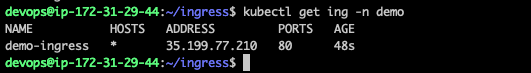 devops@ip-172-31-29-44:~/ingress$ kubectl get ing -n demo
NAME HOSTS ADDRESS PORTS AGE
demo-ingress * 35.199.77.210 80 48s
devops@ip-172-31-29-44:~/ingress$